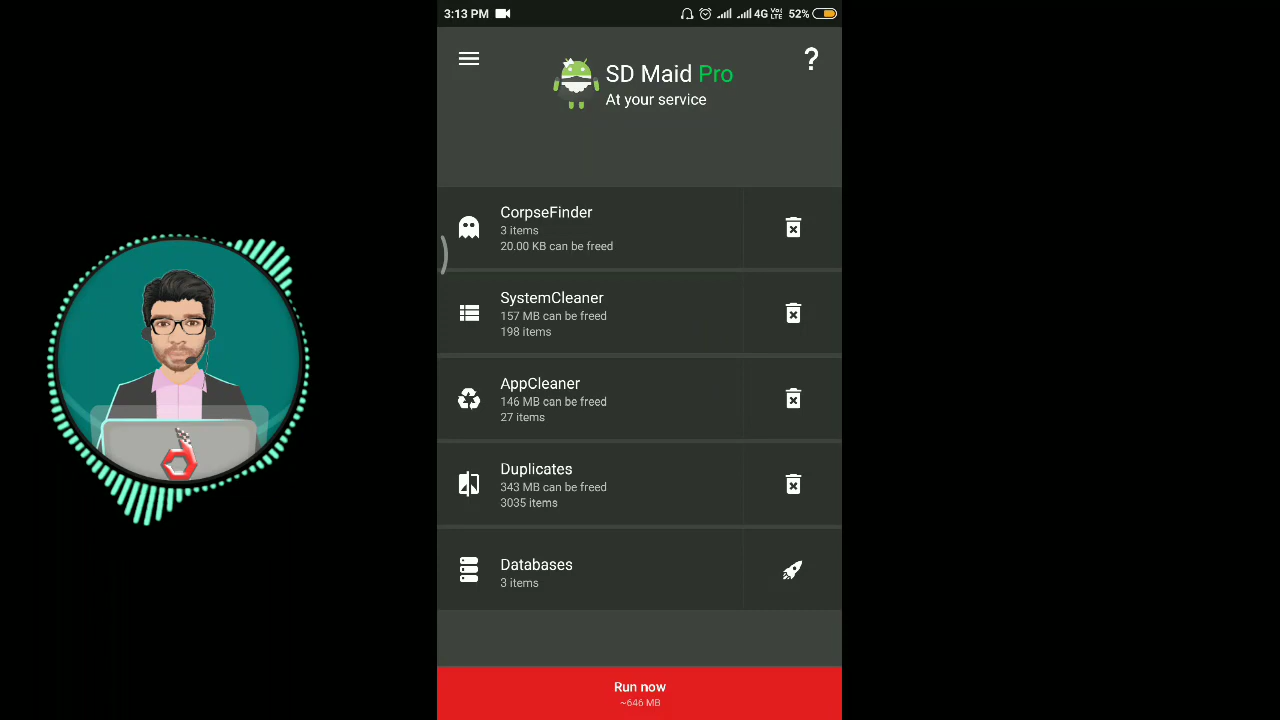 3:13 PM
4G Vo LTE 52%
SD Maid Pro
At your service
CorpseFinder
3 items
20.00 KB can be freed
SystemCleaner
157 MB can be freed
198 items
AppCleaner
146 MB can be freed
27 items
Duplicates
343 MB can be freed
3035 items
Databases
3 items
Run now
~646 MB